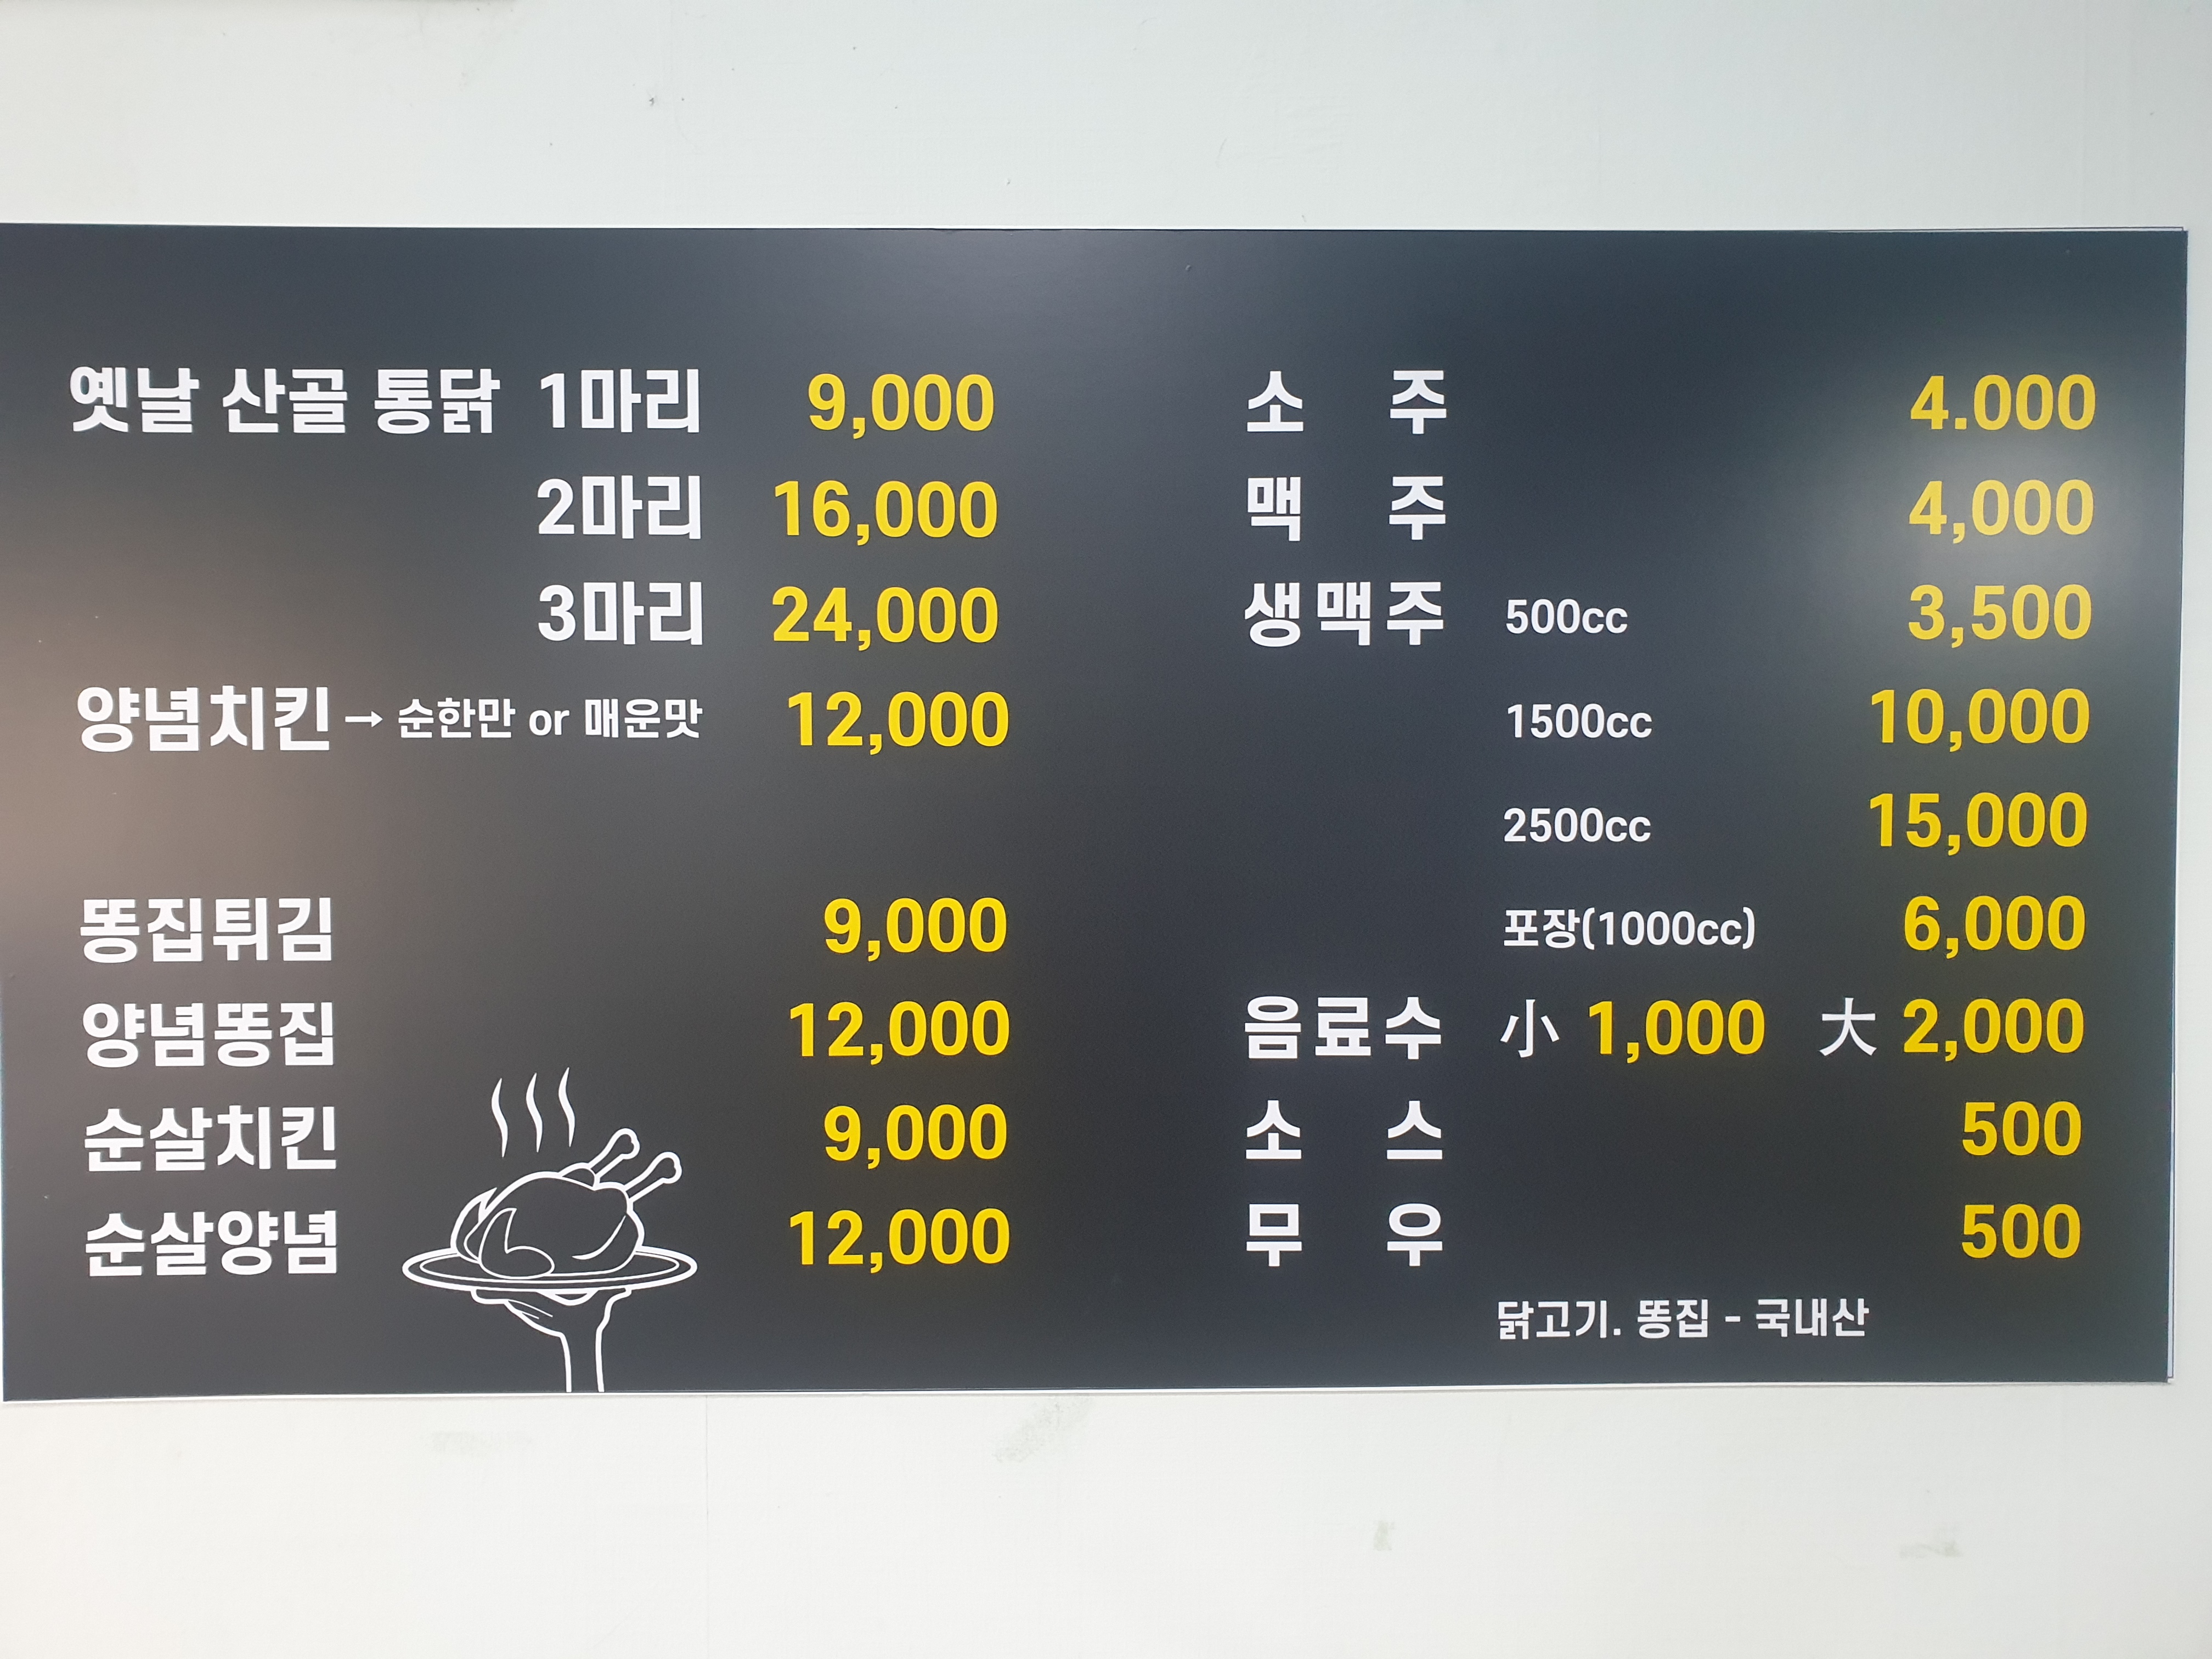 옛날 산골 통닭 1마리 9,000
2마리 16,000
3마리 24,000
양념치킨→ 순한만 or 매운맛 12,000
똥집튀김 9,000
양념똥집 12,000
순살치킨 9,000
순살양념 12,000
소 주 4.000
맥 주 4,000
생맥주 500cc 3,500
1500cc 10,000
2500cc 15,000
포장(1000cc) 6,000
음료수 小 1,000 大 2,000
소 스 500
무 우 500
닭고기. 똥집 - 국내산